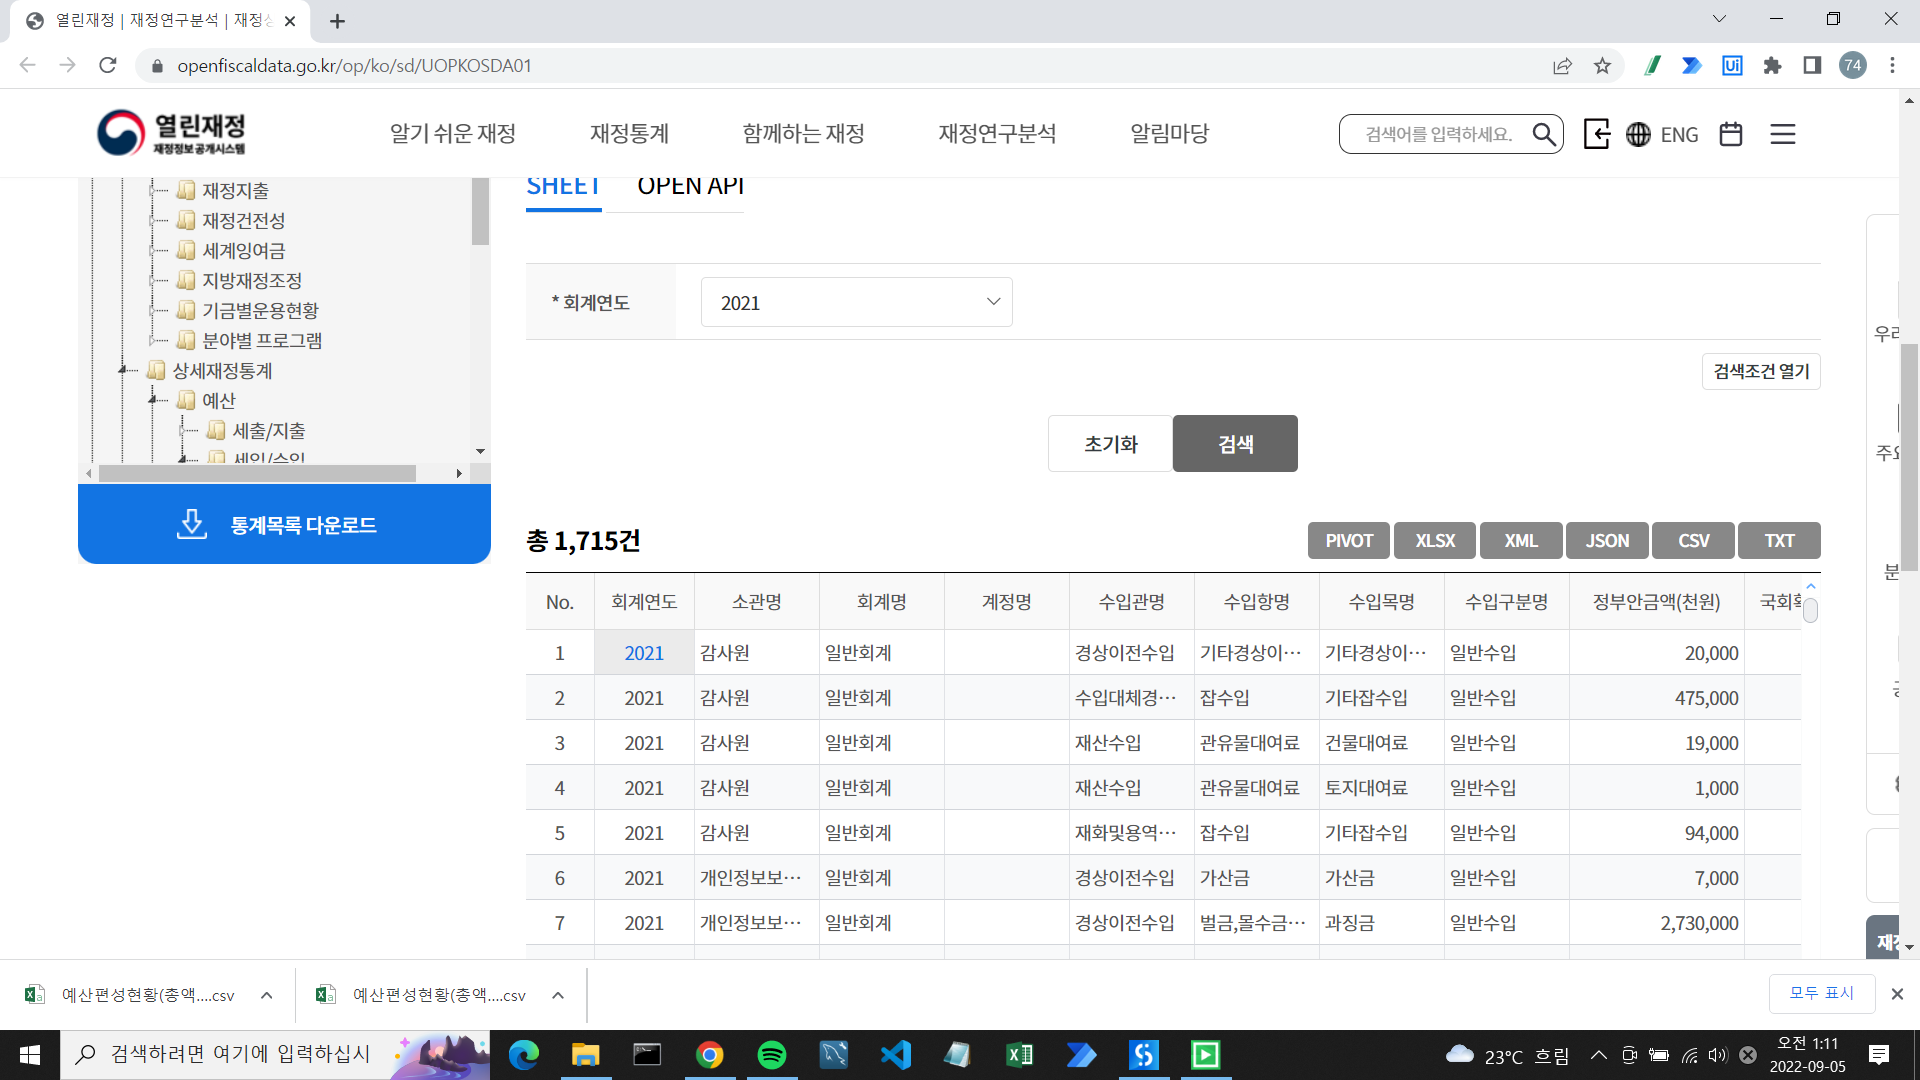 열린재정 | 재정연구분석 | 재정상
openfiscaldata.go.kr/op/ko/sd/UOPKOSDA01
74
열린재정
재정정보공개시스템
알기 쉬운 재정
재정통계
함께하는 재정
재정연구분석
알림마당
검색어를 입력하세요.
ENG
재정지출
재정건전성
세계잉여금
지방재정조정
기금별운용현황
분야별 프로그램
상세재정통계
예산
세출/지출
세입/수입
통계목록 다운로드
SHEET
OPEN API
* 회계연도
2021
검색조건 열기
초기화
검색
총 1,715건
PIVOT XLSX XML JSON CSV TXT
No. 회계연도 소관명 회계명 계정명 수입관명 수입항명 수입목명 수입구분명 정부안금액(천원) 국회확
1 2021 감사원 일반회계 경상이전수입 기타경상이… 기타경상이… 일반수입 20,000
2 2021 감사원 일반회계 수입대체경… 잡수입 기타잡수입 일반수입 475,000
3 2021 감사원 일반회계 재산수입 관유물대여료 건물대여료 일반수입 19,000
4 2021 감사원 일반회계 재산수입 관유물대여료 토지대여료 일반수입 1,000
5 2021 감사원 일반회계 재화및용역… 잡수입 기타잡수입 일반수입 94,000
6 2021 개인정보보… 일반회계 경상이전수입 가산금 가산금 일반수입 7,000
7 2021 개인정보보… 일반회계 경상이전수입 벌금,몰수금… 과징금 일반수입 2,730,000
우리
주요
분
재정
예산편성현황(총액....csv
예산편성현황(총액....csv
모두 표시
검색하려면 여기에 입력하십시
Ui
23°C 흐림
오전 1:11
2022-09-05